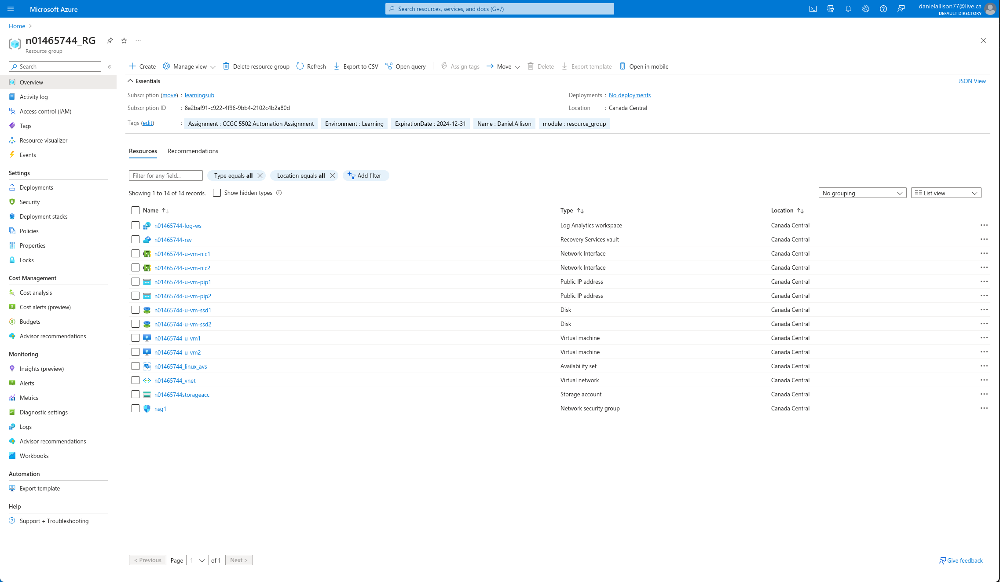 Microsoft Azure
Search resources, services, and docs (G+/)
danielallison77@live.ca
DEFAULT DIRECTORY
Home
n01465744_RG
Resource group
Search
Overview
Activity log
Access control (IAM)
Tags
Resource visualizer
Events
Settings
Deployments
Security
Deployment stacks
Policies
Properties
Locks
Cost Management
Cost analysis
Cost alerts (preview)
Budgets
Advisor recommendations
Monitoring
Insights (preview)
Alerts
Metrics
Diagnostic settings
Logs
Advisor recommendations
Workbooks
Automation
Export template
Help
Support + Troubleshooting
Create Manage view Delete resource group Refresh Export to CSV Open query Assign tags Move Delete Export template Open in mobile
Essentials JSON View
Subscription (move) : learningsub Deployments : No deployments
Subscription ID : 8a2baf91-c922-4f96-9bb4-2102c4b2a80d Location : Canada Central
Tags (edit) : Assignment : CCGC 5502 Automation Assignment Environment : Learning ExpirationDate : 2024-12-31 Name : Daniel.Allison module : resource_group
Resources Recommendations
Filter for any field... Type equals all Location equals all Add filter
Showing 1 to 14 of 14 records. Show hidden types No grouping List view
Name Type Location
n01465744-log-ws Log Analytics workspace Canada Central
n01465744-rsv Recovery Services vault Canada Central
n01465744-u-vm-nic1 Network Interface Canada Central
n01465744-u-vm-nic2 Network Interface Canada Central
n01465744-u-vm-pip1 Public IP address Canada Central
n01465744-u-vm-pip2 Public IP address Canada Central
n01465744-u-vm-ssd1 Disk Canada Central
n01465744-u-vm-ssd2 Disk Canada Central
n01465744-u-vm1 Virtual machine Canada Central
n01465744-u-vm2 Virtual machine Canada Central
n01465744_linux_avs Availability set Canada Central
n01465744_vnet Virtual network Canada Central
n01465744storageacc Storage account Canada Central
nsg1 Network security group Canada Central
< Previous Page 1 of 1 Next > Give feedback